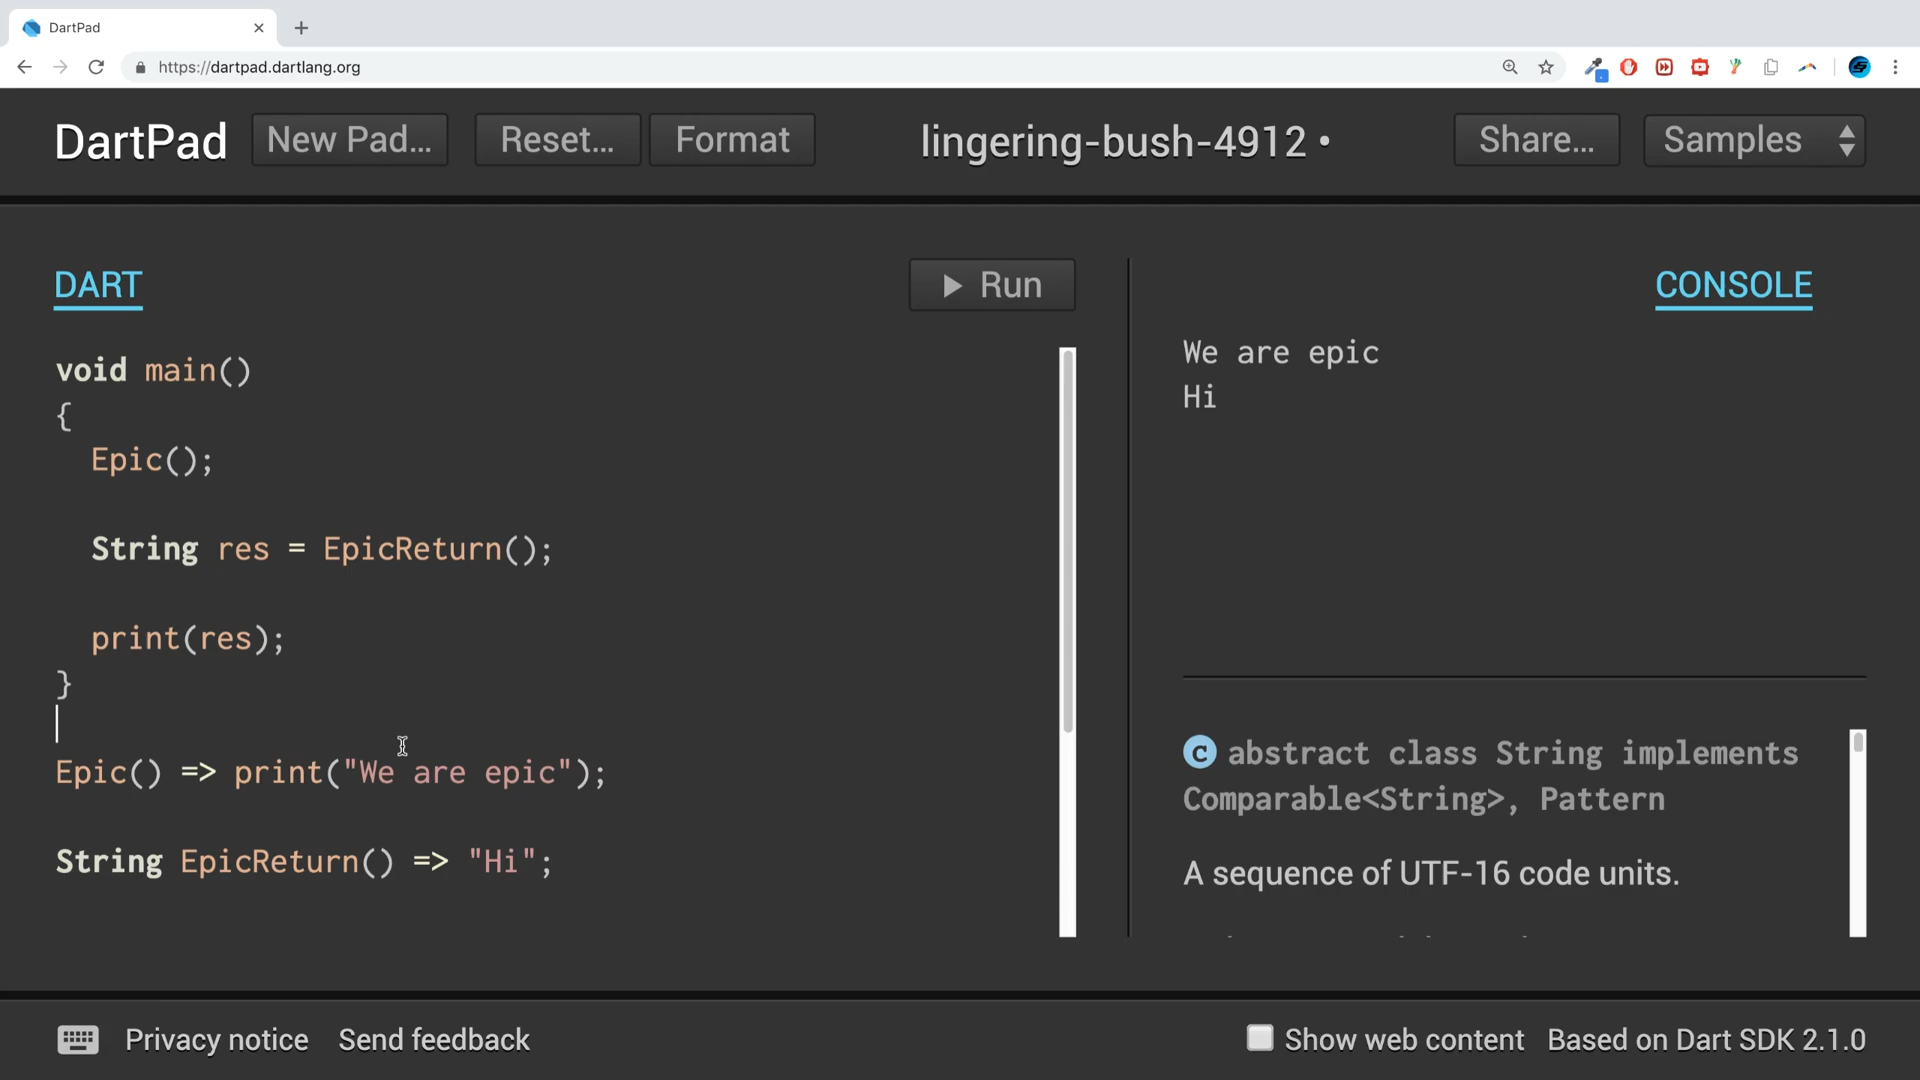 DartPad
https://dartpad.dartlang.org
DartPad
New Pad...
Reset...
Format
lingering-bush-4912 •
Share...
Samples
DART
Run
CONSOLE
void main()
{
  Epic();
  String res = EpicReturn();
  print(res);
}
Epic() => print("We are epic");
String EpicReturn() => "Hi";
We are epic
Hi
C abstract class String implements
Comparable<String>, Pattern
A sequence of UTF-16 code units.
Privacy notice
Send feedback
Show web content
Based on Dart SDK 2.1.0